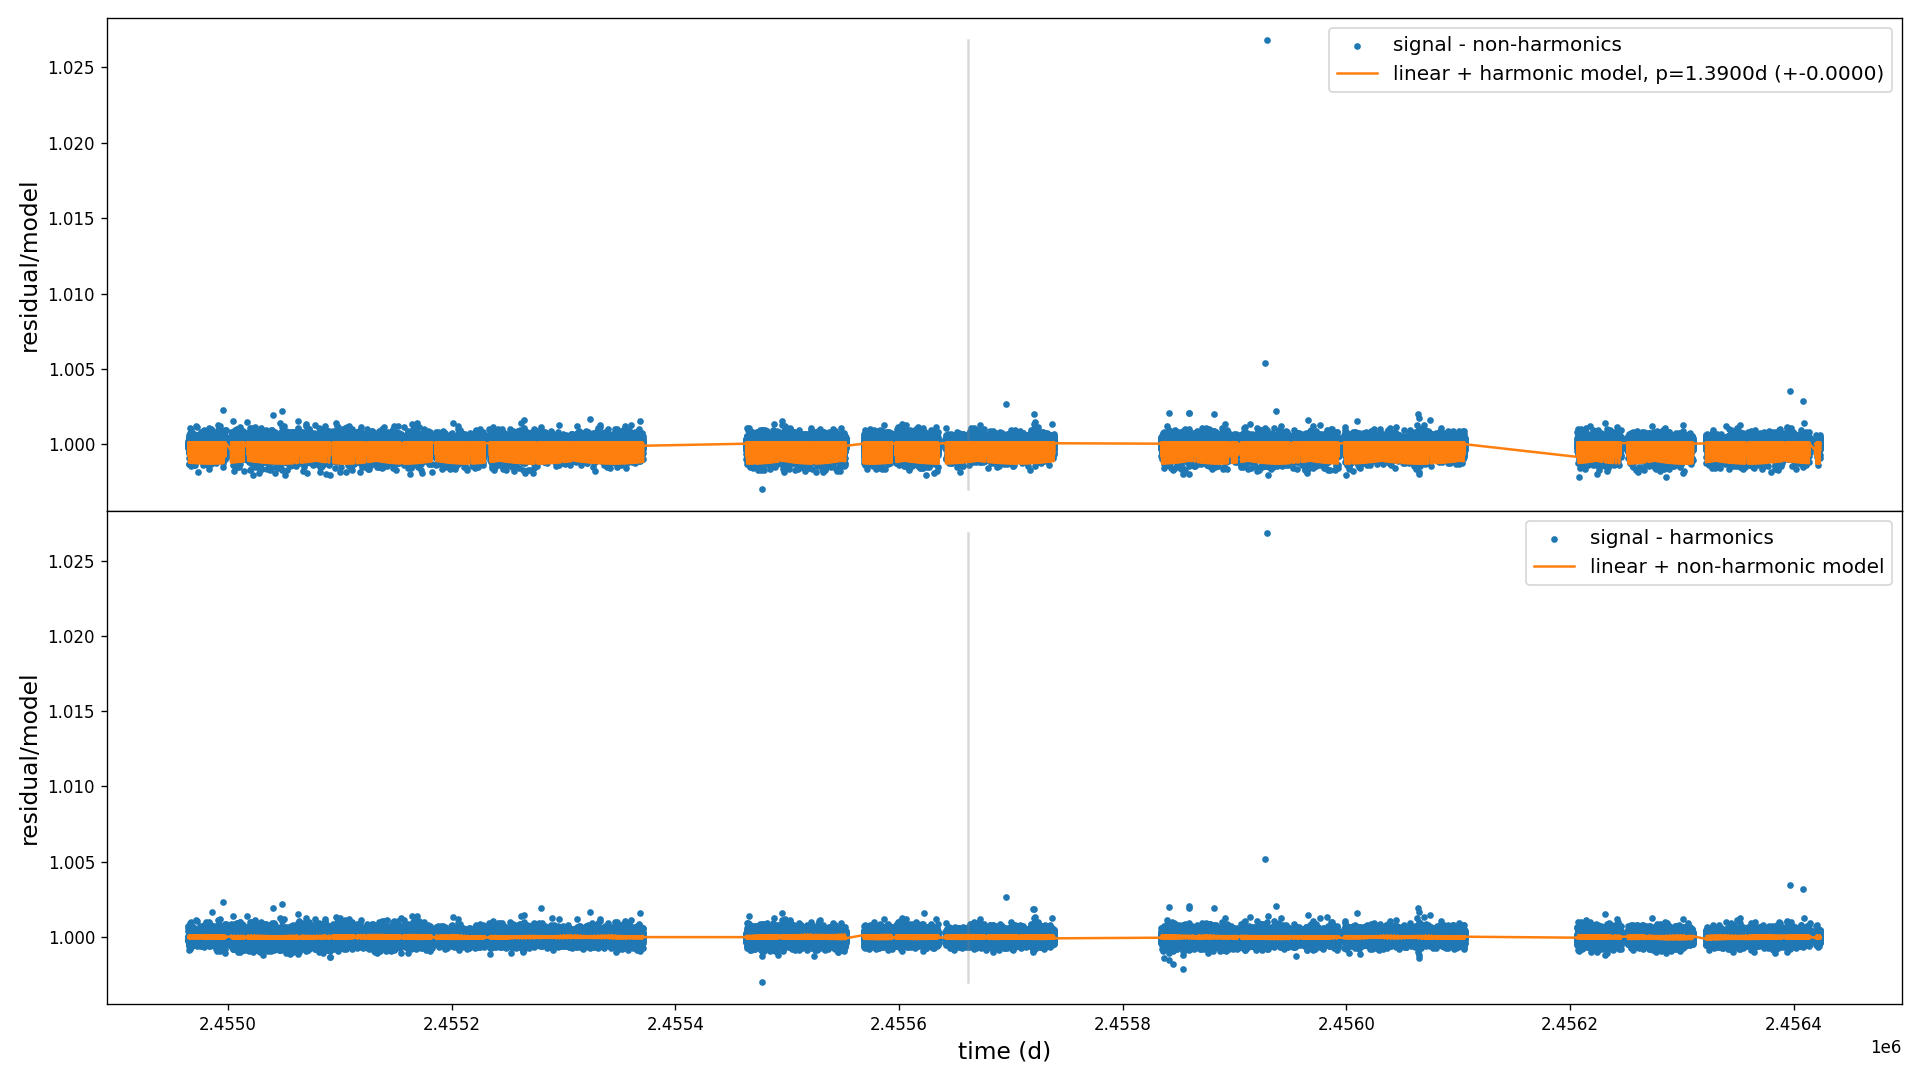 signal - non-harmonics
linear + harmonic model, p=1.3900d (+-0.0000)
1.025
1.020
1.015
1.010
1.005
1.000
residual/model
signal - harmonics
linear + non-harmonic model
1.025
1.020
1.015
1.010
1.005
1.000
residual/model
2.4550 2.4552 2.4554 2.4556 2.4558 2.4560 2.4562 2.4564
1e6
time (d)